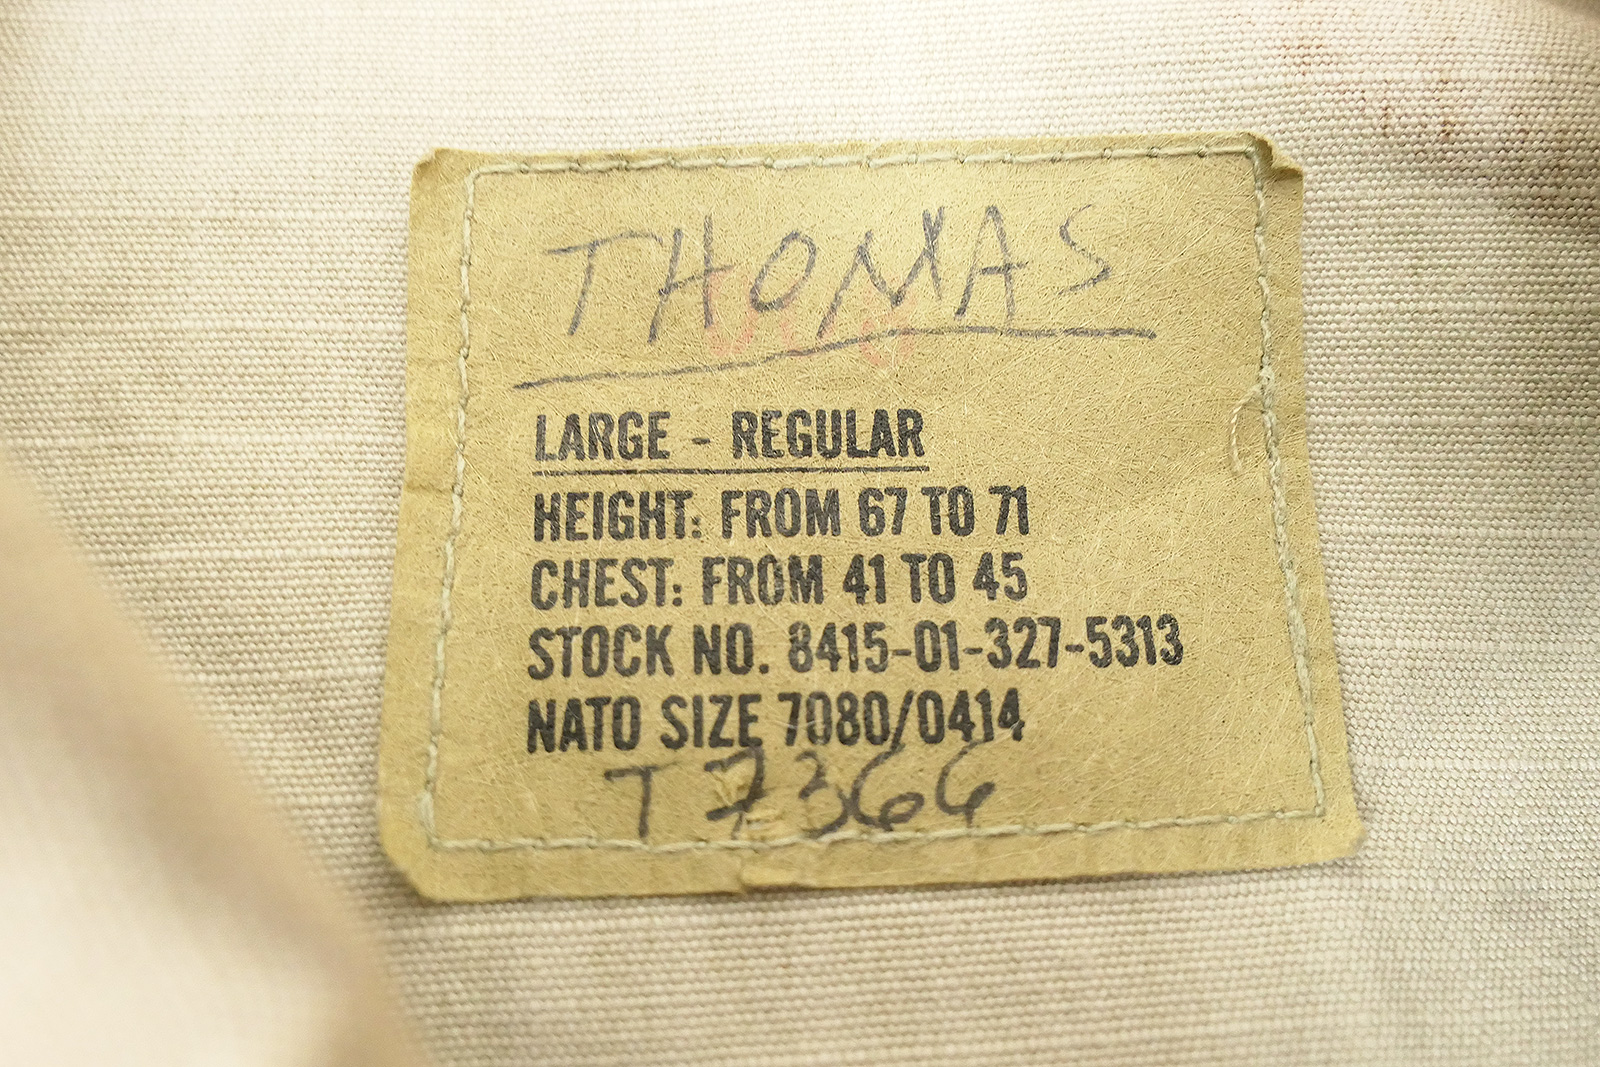 THOMAS
LARGE - REGULAR
HEIGHT: FROM 67 TO 71
CHEST: FROM 41 TO 45
STOCK NO. 8415-01-327-5313
NATO SIZE 7080/0414
T 7366